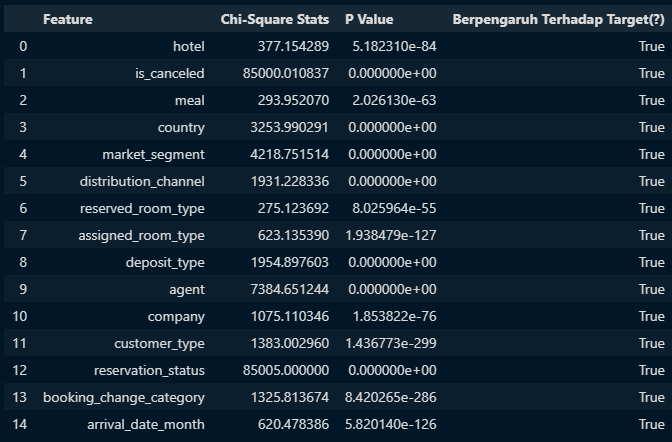 Feature Chi-Square Stats P Value Berpengaruh Terhadap Target(?)
0 hotel 377.154289 5.182310e-84 True
1 is_canceled 85000.010837 0.000000e+00 True
2 meal 293.952070 2.026130e-63 True
3 country 3253.990291 0.000000e+00 True
4 market_segment 4218.751514 0.000000e+00 True
5 distribution_channel 1931.228336 0.000000e+00 True
6 reserved_room_type 275.123692 8.025964e-55 True
7 assigned_room_type 623.135390 1.938479e-127 True
8 deposit_type 1954.897603 0.000000e+00 True
9 agent 7384.651244 0.000000e+00 True
10 company 1075.110346 1.853822e-76 True
11 customer_type 1383.002960 1.436773e-299 True
12 reservation_status 85005.000000 0.000000e+00 True
13 booking_change_category 1325.813674 8.420265e-286 True
14 arrival_date_month 620.478386 5.820140e-126 True